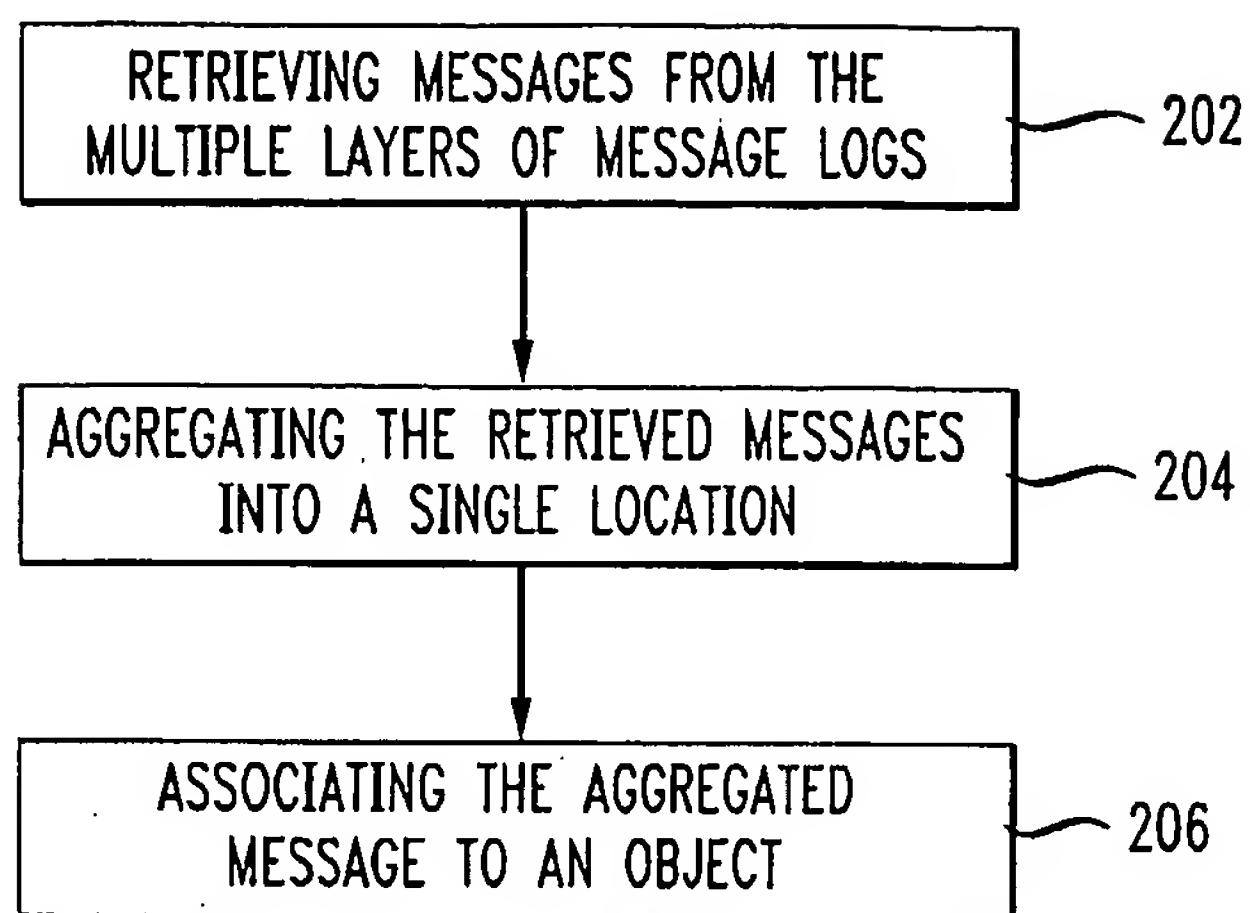 RETRIEVING MESSAGES FROM THE
MULTIPLE LAYERS OF MESSAGE LOGS
202
AGGREGATING THE RETRIEVED MESSAGES
INTO A SINGLE LOCATION
204
ASSOCIATING THE AGGREGATED
MESSAGE TO AN OBJECT
206